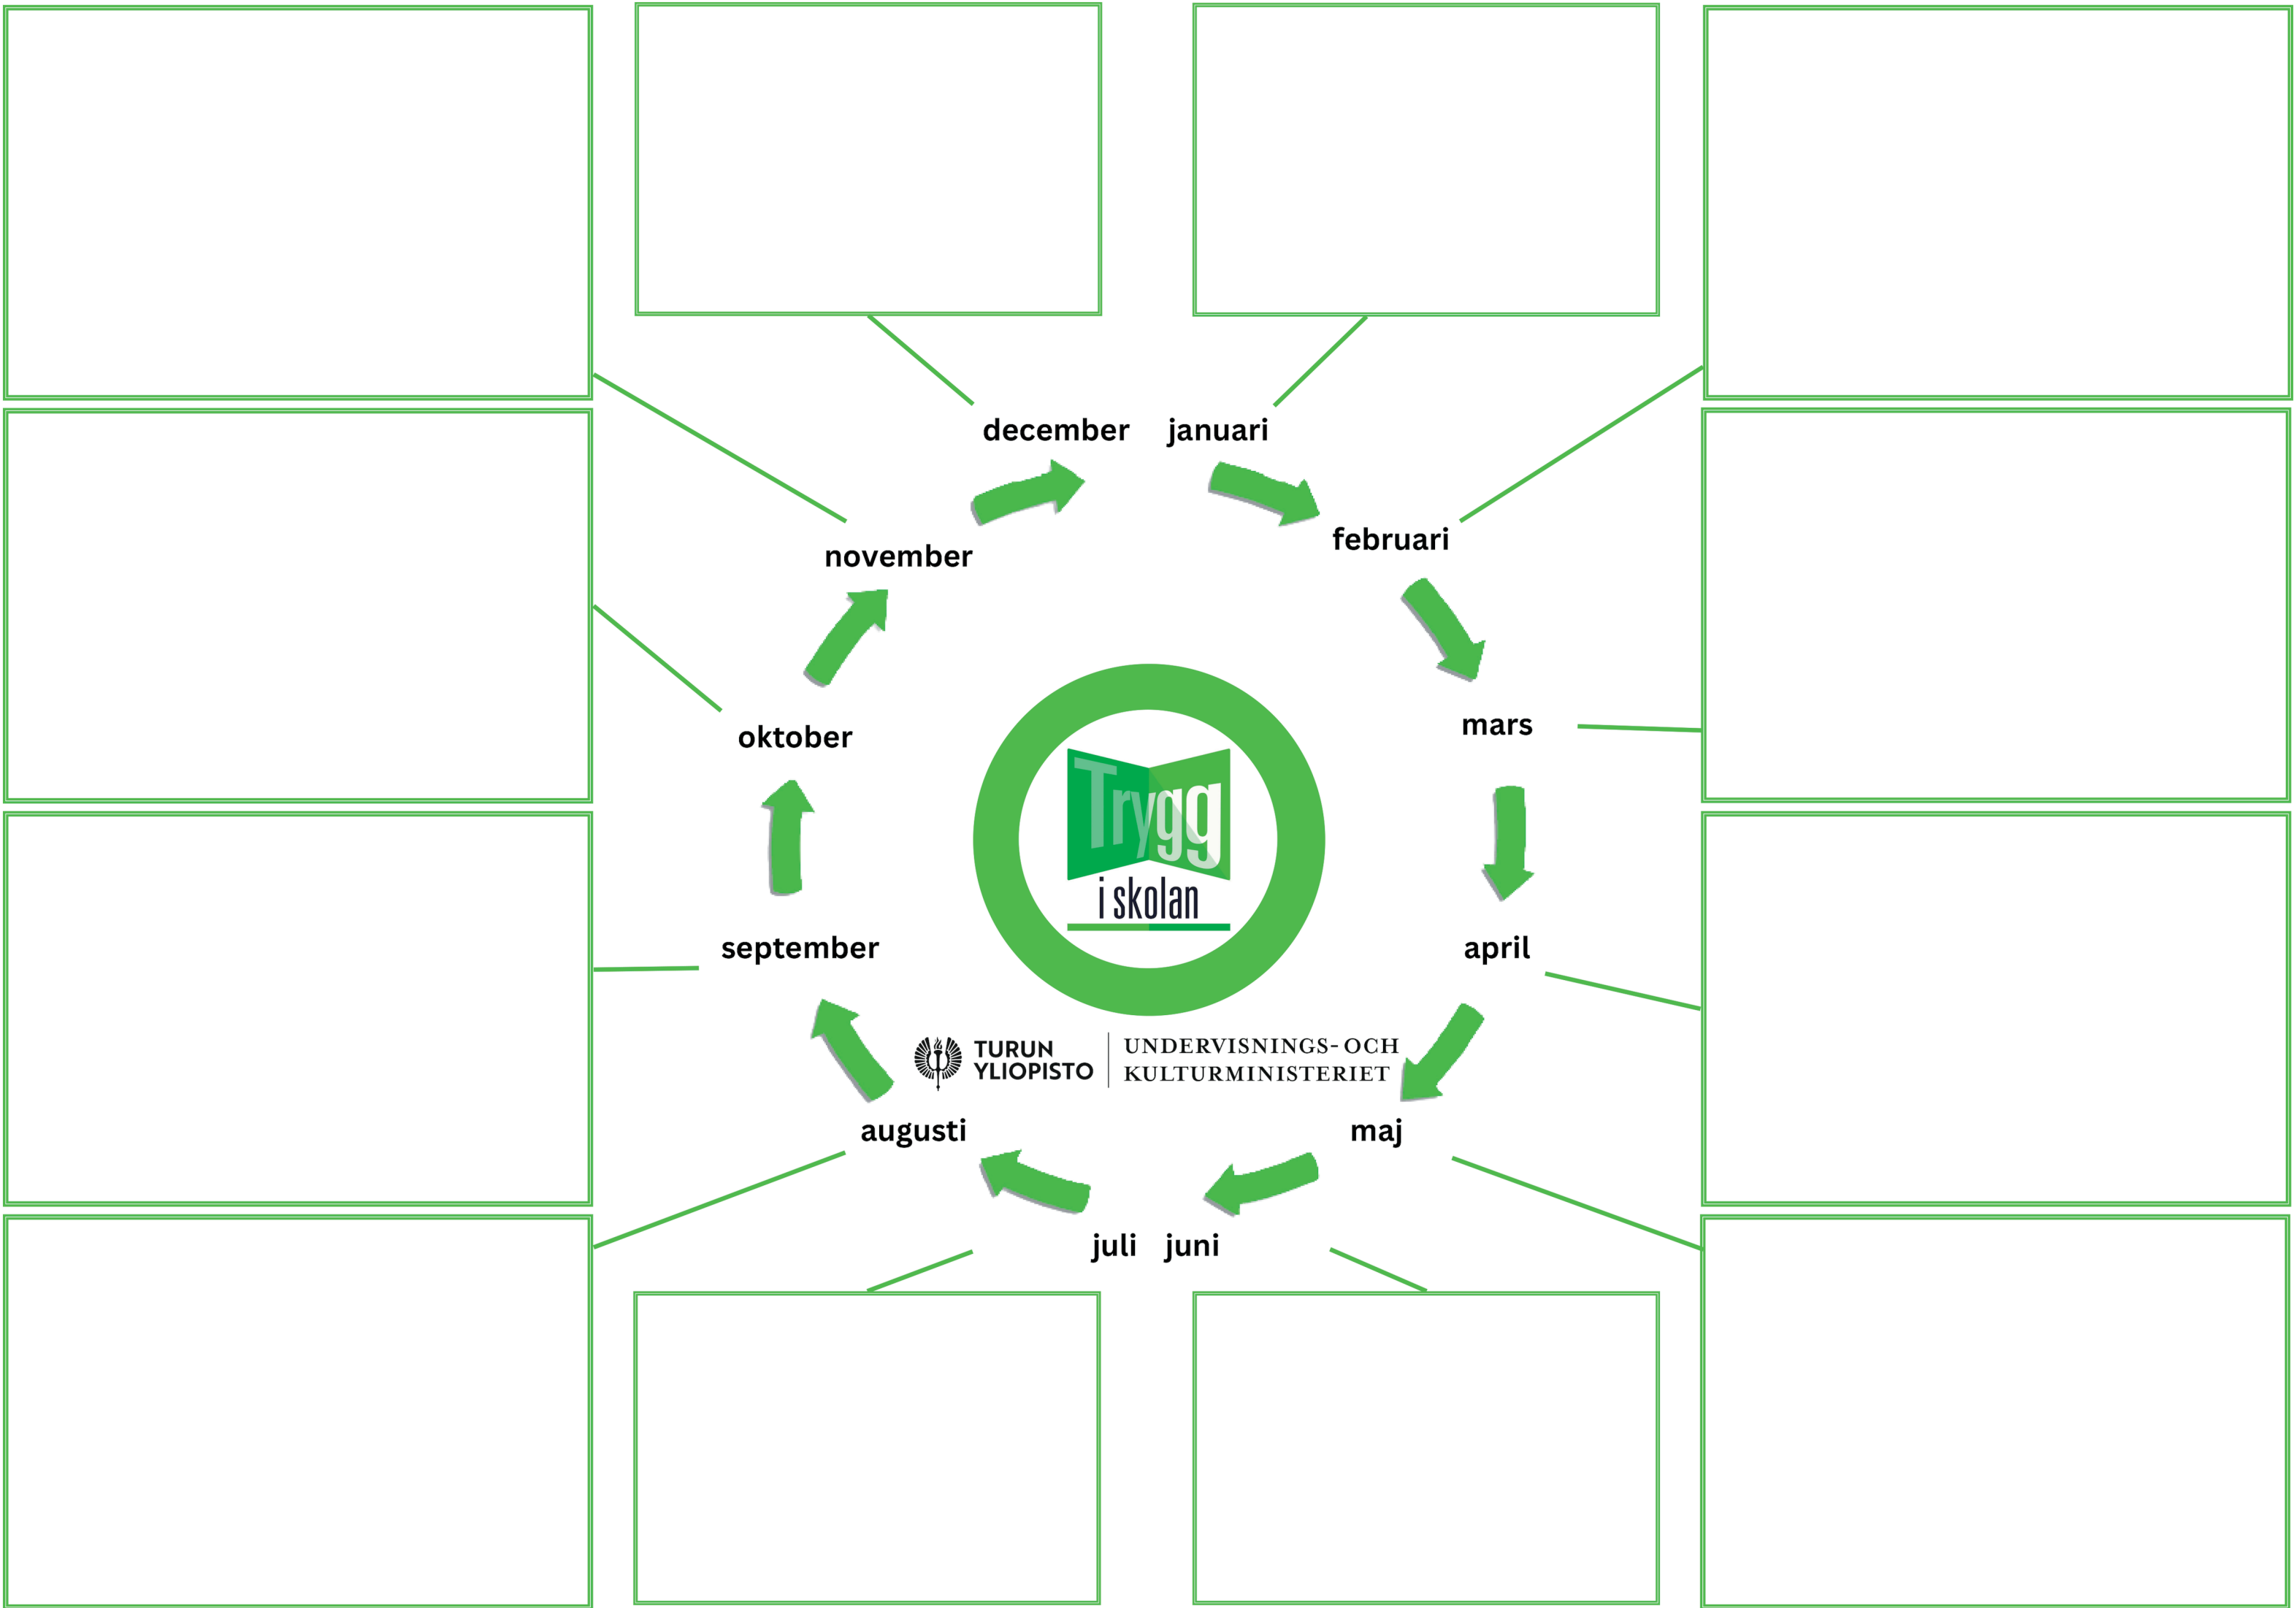 december januari
februari
november
mars
oktober
Trygg
i skolan
september
april
TURUN
YLIOPISTO
UNDERVISNINGS- OCH
KULTURMINISTERIET
augusti
maj
juli juni